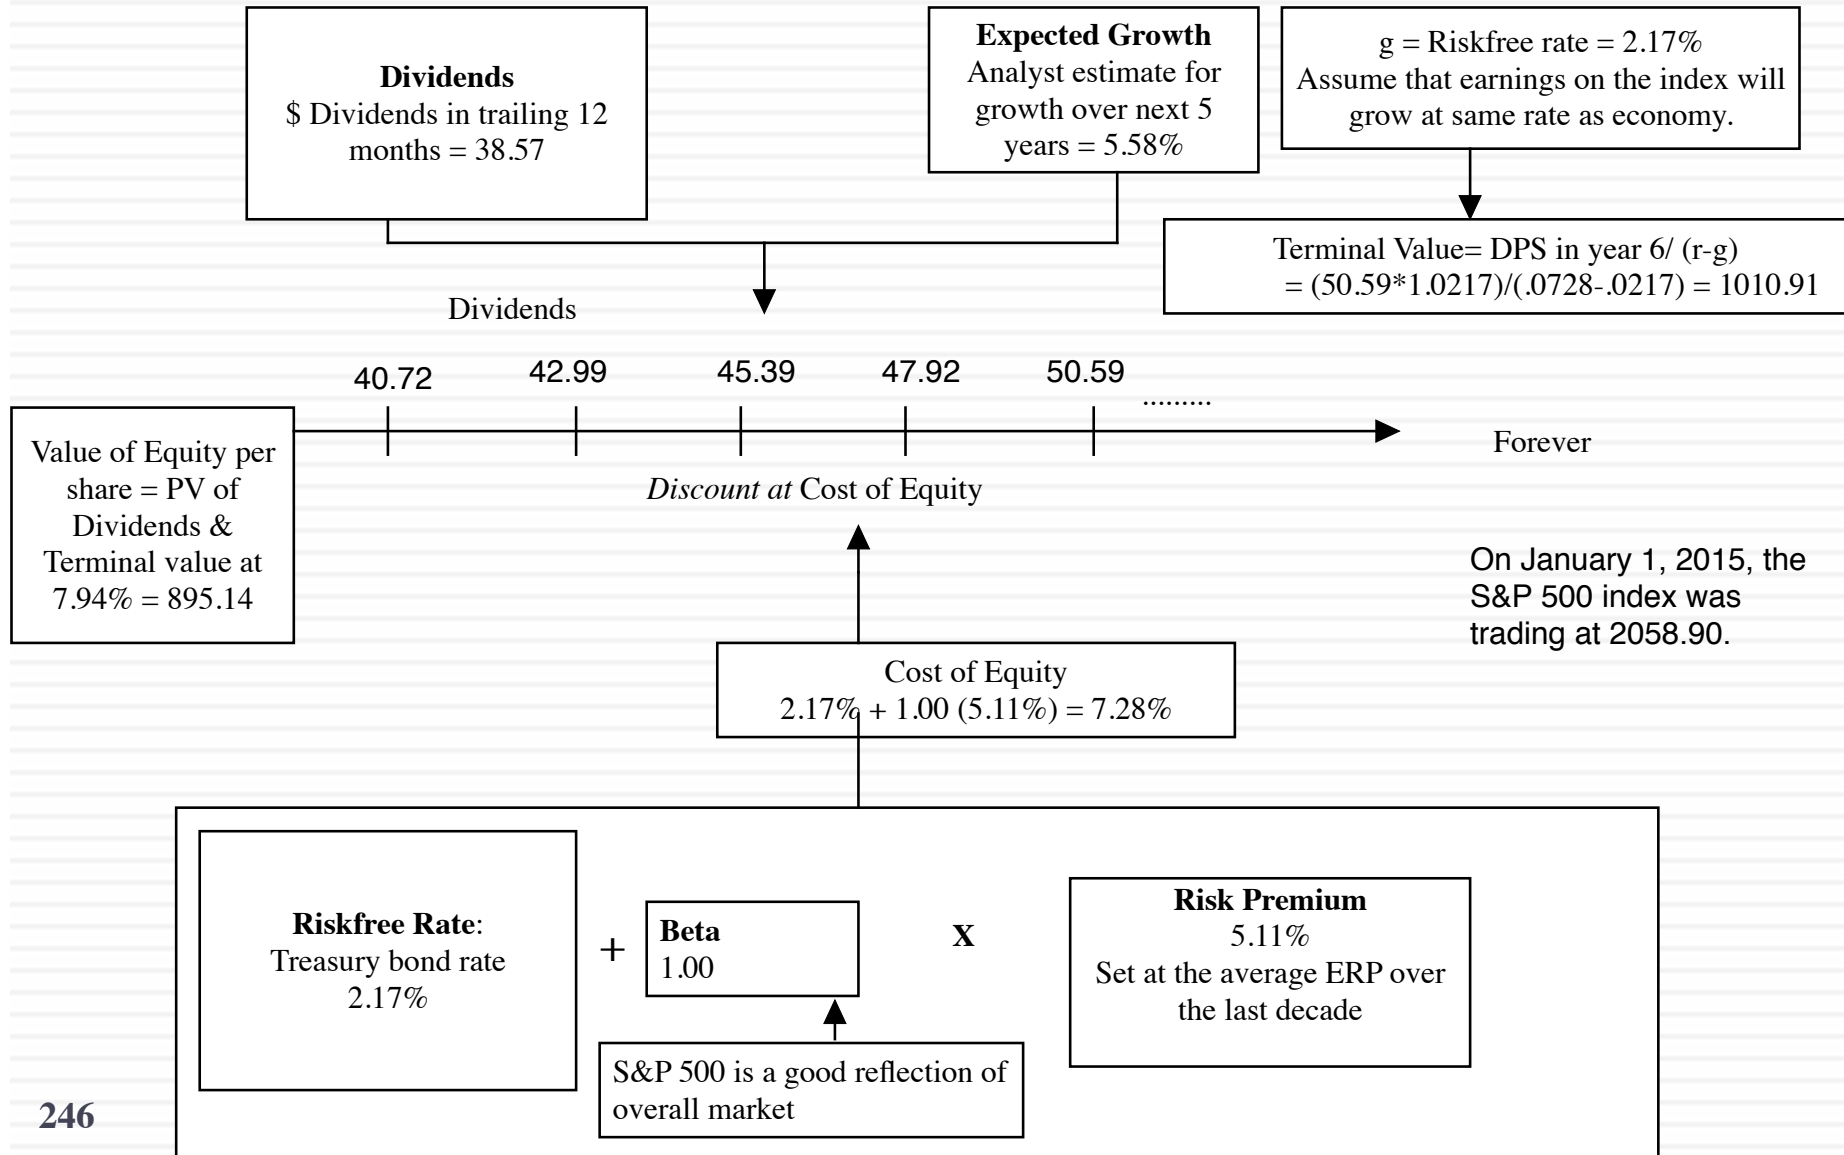 Dividends
$ Dividends in trailing 12
months = 38.57
Expected Growth
Analyst estimate for
growth over next 5
years = 5.58%
g = Riskfree rate = 2.17%
Assume that earnings on the index will
grow at same rate as economy.
Terminal Value= DPS in year 6/ (r-g)
= (50.59*1.0217)/(.0728-.0217) = 1010.91
Dividends
40.72 42.99 45.39 47.92 50.59
.........
Forever
Value of Equity per
share = PV of
Dividends &
Terminal value at
7.94% = 895.14
Discount at Cost of Equity
On January 1, 2015, the
S&P 500 index was
trading at 2058.90.
Cost of Equity
2.17% + 1.00 (5.11%) = 7.28%
Riskfree Rate:
Treasury bond rate
2.17%
+
Beta
1.00
X
Risk Premium
5.11%
Set at the average ERP over
the last decade
S&P 500 is a good reflection of
overall market
246